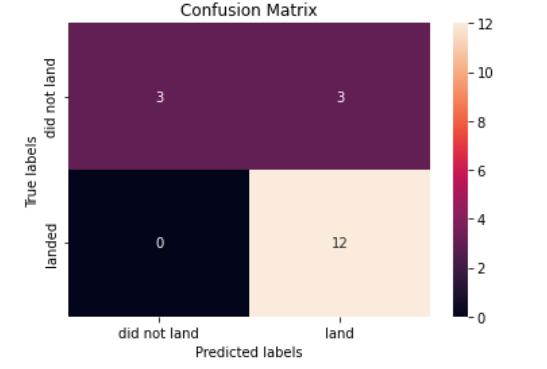 Confusion Matrix
12
10
8
6
4
2
0
True labels
did not land
landed
3
3
0
12
did not land
land
Predicted labels